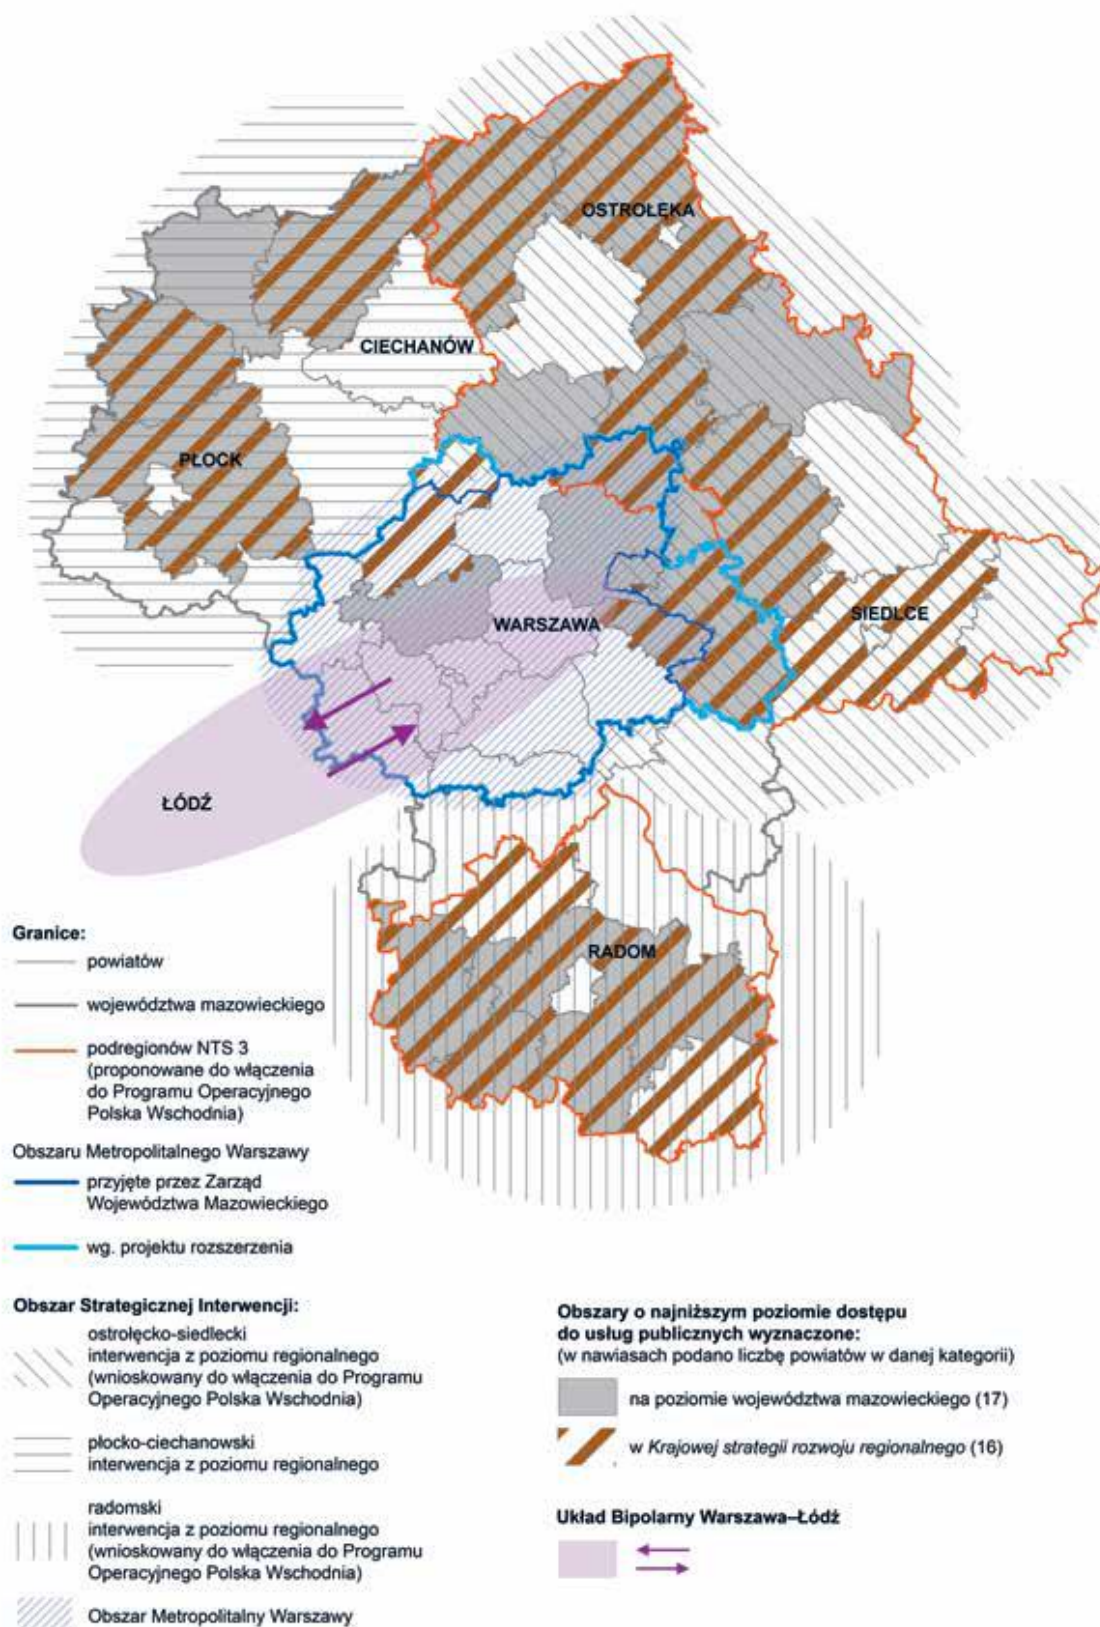 OSTROŁĘKA
CIECHANÓW
PŁOCK
WARSZAWA
SIEDLCE
ŁÓDŹ
RADOM
Granice:
powiatów
województwa mazowieckiego
podregionów NTS 3
(proponowane do włączenia
do Programu Operacyjnego
Polska Wschodnia)
Obszaru Metropolitalnego Warszawy
przyjęte przez Zarząd
Województwa Mazowieckiego
wg. projektu rozszerzenia
Obszar Strategicznej Interwencji:
ostrołęcko-siedlecki
interwencja z poziomu regionalnego
(wnioskowany do włączenia do Programu
Operacyjnego Polska Wschodnia)
płocko-ciechanowski
interwencja z poziomu regionalnego
radomski
interwencja z poziomu regionalnego
(wnioskowany do włączenia do Programu
Operacyjnego Polska Wschodnia)
Obszar Metropolitalny Warszawy
Obszary o najniższym poziomie dostępu
do usług publicznych wyznaczone:
(w nawiasach podano liczbę powiatów w danej kategorii)
na poziomie województwa mazowieckiego (17)
w Krajowej strategii rozwoju regionalnego (16)
Układ Bipolarny Warszawa–Łódź